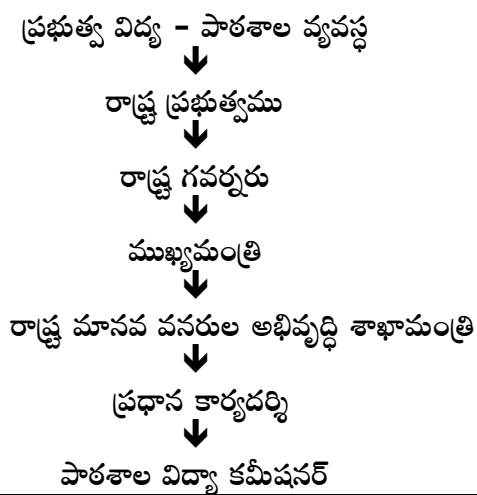 ప్రభుత్వ విద్య - పాఠశాల వ్యవస్ధ
రాష్ట్ర ప్రభుత్వము
రాష్ట్ర గవర్నరు
ముఖ్యమంత్రి
రాష్ట్ర మానవ వనరుల అభివృద్ధి శాఖామంత్రి
ప్రధాన కార్యదర్శి
పాఠశాల విద్యా కమీషనర్